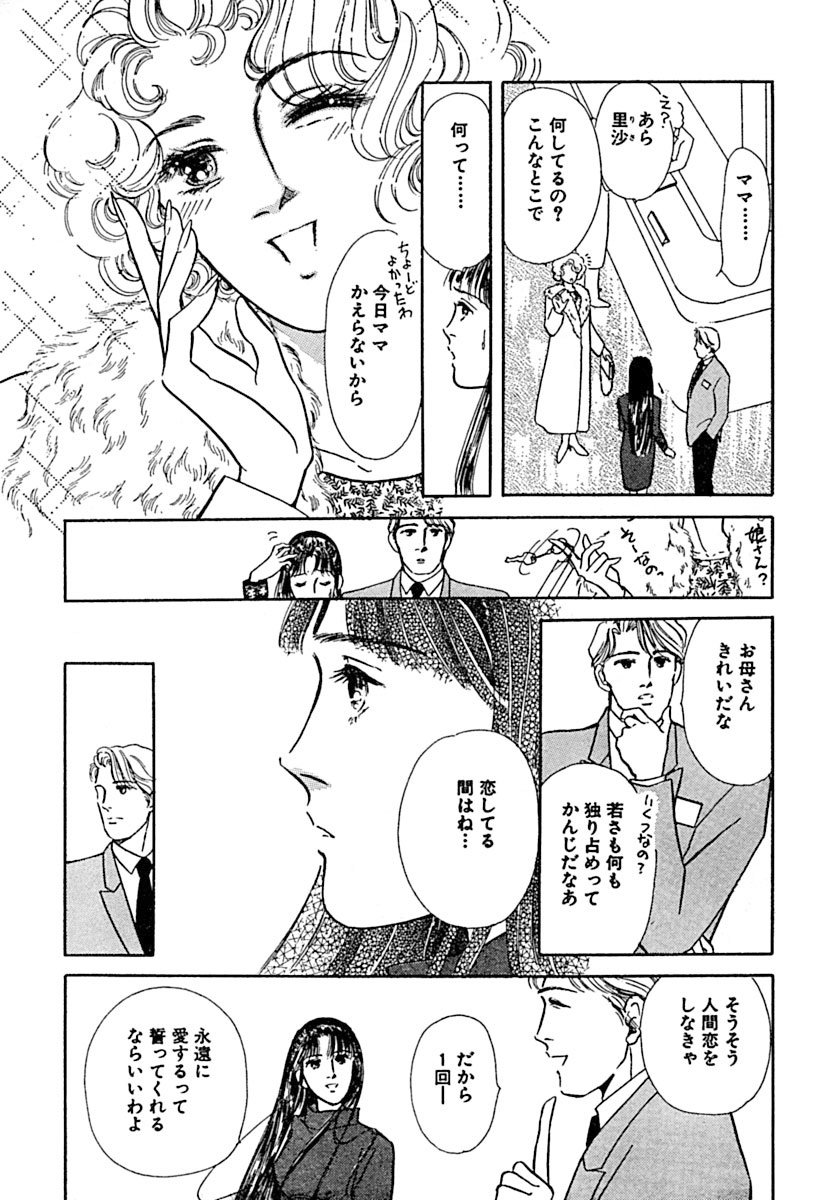 ママ……
え？
あら
里沙
りさ
何してるの？
こんなとこで
何って……
ちょーど
よかったわ
今日ママ
かえらないから
娘さん？
そーなのっ
お母さん
きれいだな
いくつなの？
若さも何も
独り占めって
かんじだなあ
恋してる
間はね…
そうそう
人間恋を
しなきゃ
だから
1回ー
永遠に
愛するって
誓ってくれる
ならいいわよ